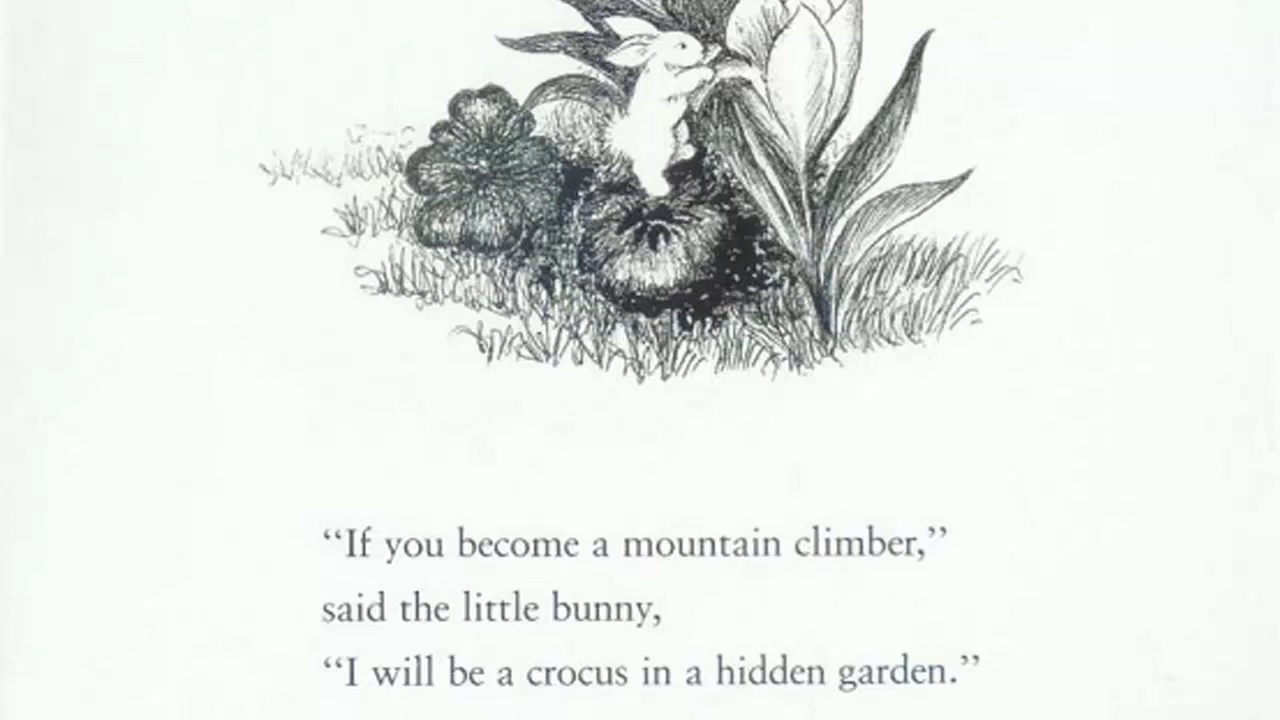 “If you become a mountain climber,”
said the little bunny,
“I will be a crocus in a hidden garden.”